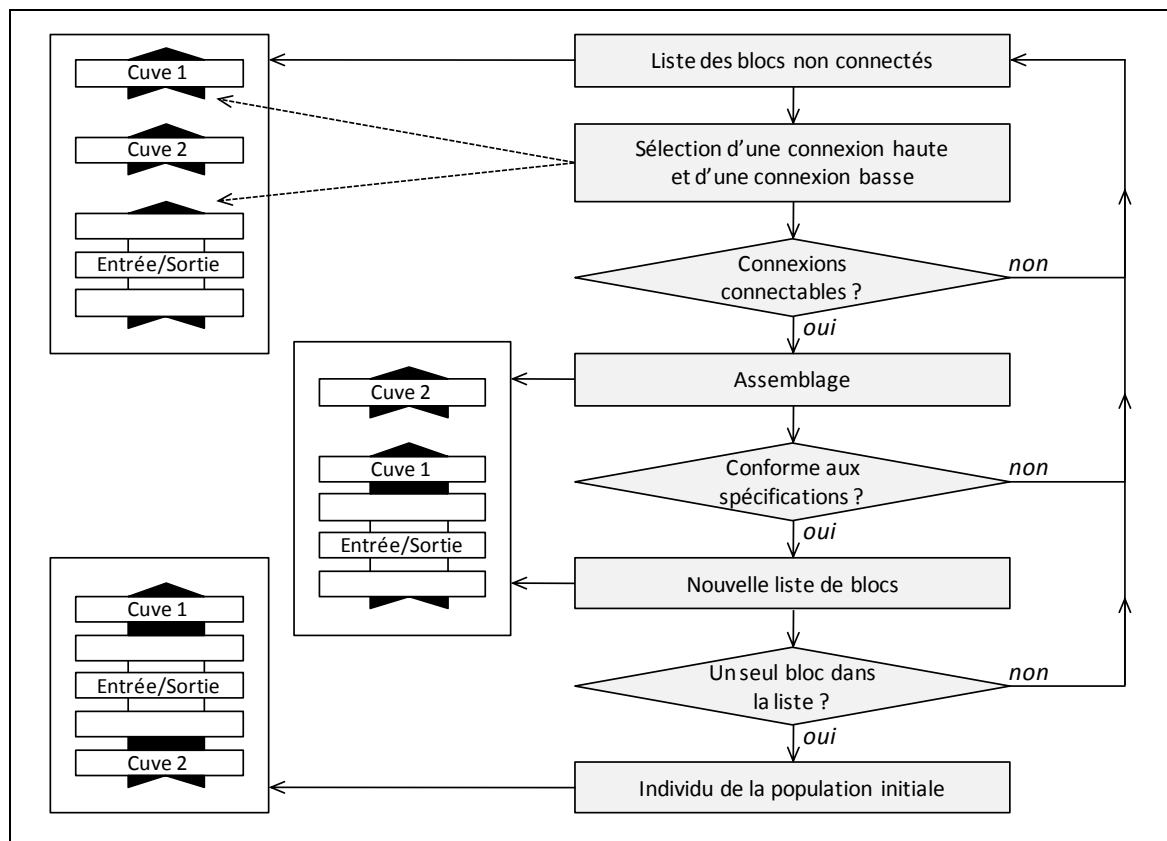 Cuve 1
Cuve 2
Entrée/Sortie
Liste des blocs non connectés
Sélection d'une connexion haute
et d'une connexion basse
Connexions
connectables ?
non
oui
Cuve 2
Cuve 1
Entrée/Sortie
Assemblage
Conforme aux
spécifications ?
non
oui
Nouvelle liste de blocs
Cuve 1
Entrée/Sortie
Cuve 2
Un seul bloc dans
la liste ?
non
oui
Individu de la population initiale